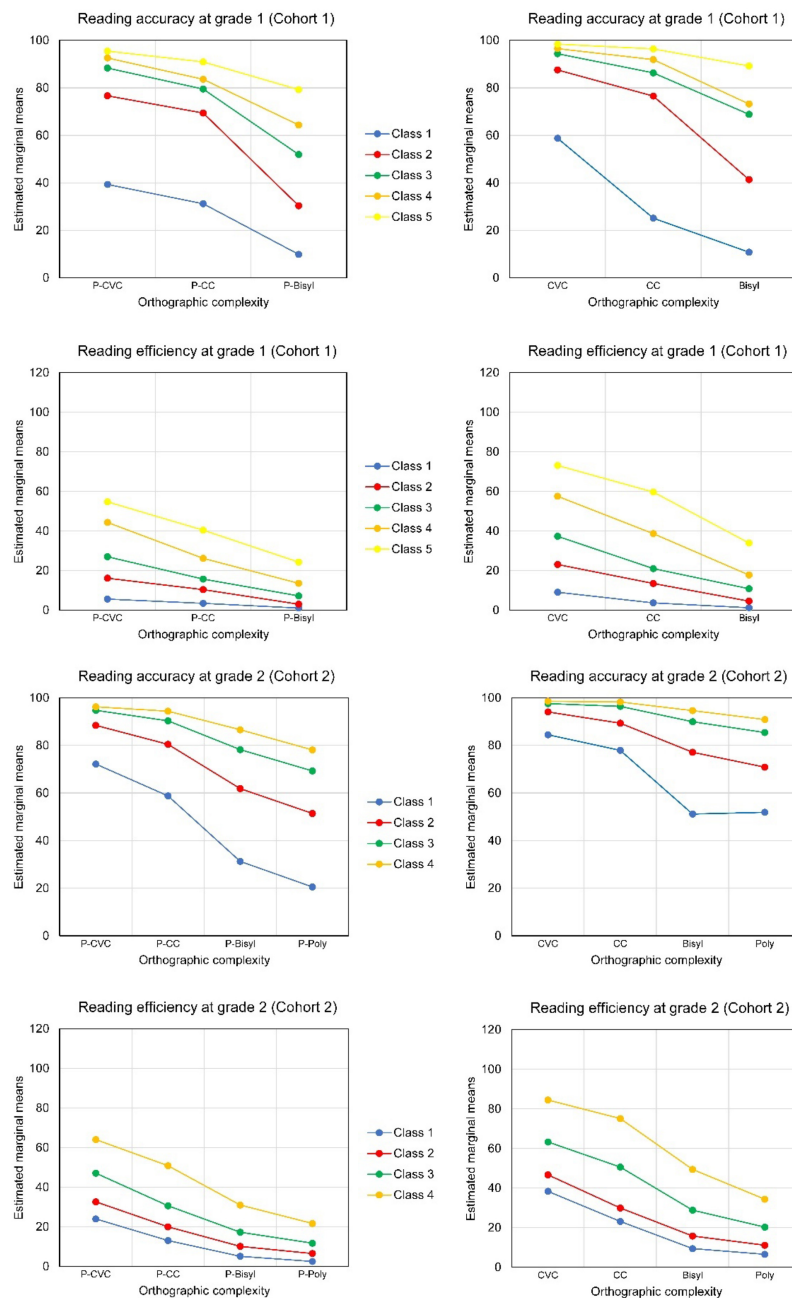 Reading accuracy at grade 1 (Cohort 1)
Estimated marginal means
100
80
60
40
20
0
P-CVC P-CC P-Bisyl
Orthographic complexity
Class 1
Class 2
Class 3
Class 4
Class 5
Reading accuracy at grade 1 (Cohort 1)
Estimated marginal means
100
80
60
40
20
0
CVC CC Bisyl
Orthographic complexity
Reading efficiency at grade 1 (Cohort 1)
Estimated marginal means
120
100
80
60
40
20
0
P-CVC P-CC P-Bisyl
Orthographic complexity
Class 1
Class 2
Class 3
Class 4
Class 5
Reading efficiency at grade 1 (Cohort 1)
Estimated marginal means
120
100
80
60
40
20
0
CVC CC Bisyl
Orthographic complexity
Reading accuracy at grade 2 (Cohort 2)
Estimated marginal means
100
80
60
40
20
0
P-CVC P-CC P-Bisyl P-Poly
Orthographic complexity
Class 1
Class 2
Class 3
Class 4
Reading accuracy at grade 2 (Cohort 2)
Estimated marginal means
100
80
60
40
20
0
CVC CC Bisyl Poly
Orthographic complexity
Reading efficiency at grade 2 (Cohort 2)
Estimated marginal means
120
100
80
60
40
20
0
P-CVC P-CC P-Bisyl P-Poly
Orthographic complexity
Class 1
Class 2
Class 3
Class 4
Reading efficiency at grade 2 (Cohort 2)
Estimated marginal means
120
100
80
60
40
20
0
CVC CC Bisyl Poly
Orthographic complexity